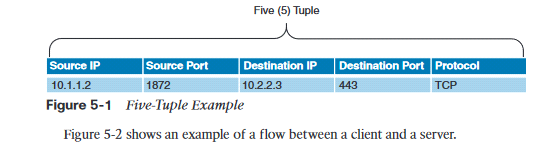 Five (5) Tuple
Source IP Source Port Destination IP Destination Port Protocol
10.1.1.2 1872 10.2.2.3 443 TCP
Figure 5-1 Five-Tuple Example
Figure 5-2 shows an example of a flow between a client and a server.